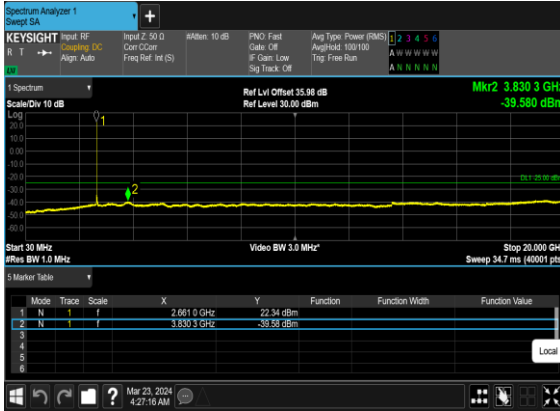 Spectrum Analyzer 1
Swept SA
+
KEYSIGHT Input: RF Input Z: 50 Ω #Atten: 10 dB PNO: Fast Avg Type: Power (RMS) 1 2 3 4 5 6
R T Coupling: DC Corr CCorr Gate: Off Avg|Hold: 100/100 A W W W W W
Align: Auto Freq Ref: Int (S) IF Gain: Low Trig: Free Run
Sig Track: Off A N N N N N
1 Spectrum
Ref Lvl Offset 35.98 dB Mkr2 3.830 3 GHz
Scale/Div 10 dB Ref Level 30.00 dBm -39.580 dBm
Log
1
20.0
10.0
0.00
-10.0
DL1 -25.00 dBm
-20.0
-30.0 2
-40.0
-50.0
-60.0
Start 30 MHz Video BW 3.0 MHz* Stop 20.000 GH
#Res BW 1.0 MHz Sweep 34.7 ms (40001 pts
5 Marker Table
Mode Trace Scale X Y Function Function Width Function Value
1 N 1 f 2.661 0 GHz 22.34 dBm
2 N 1 f 3.830 3 GHz -39.58 dBm
3
4
5
6
Local
? Mar 23, 2024
4:27:16 AM